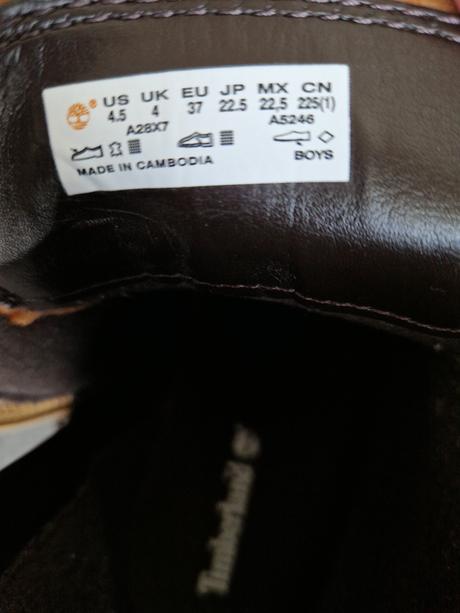 US UK EU JP MX CN
4.5 4 37 22.5 22,5 225(1)
A28X7 A5246
BOYS
MADE IN CAMBODIA
Timberland